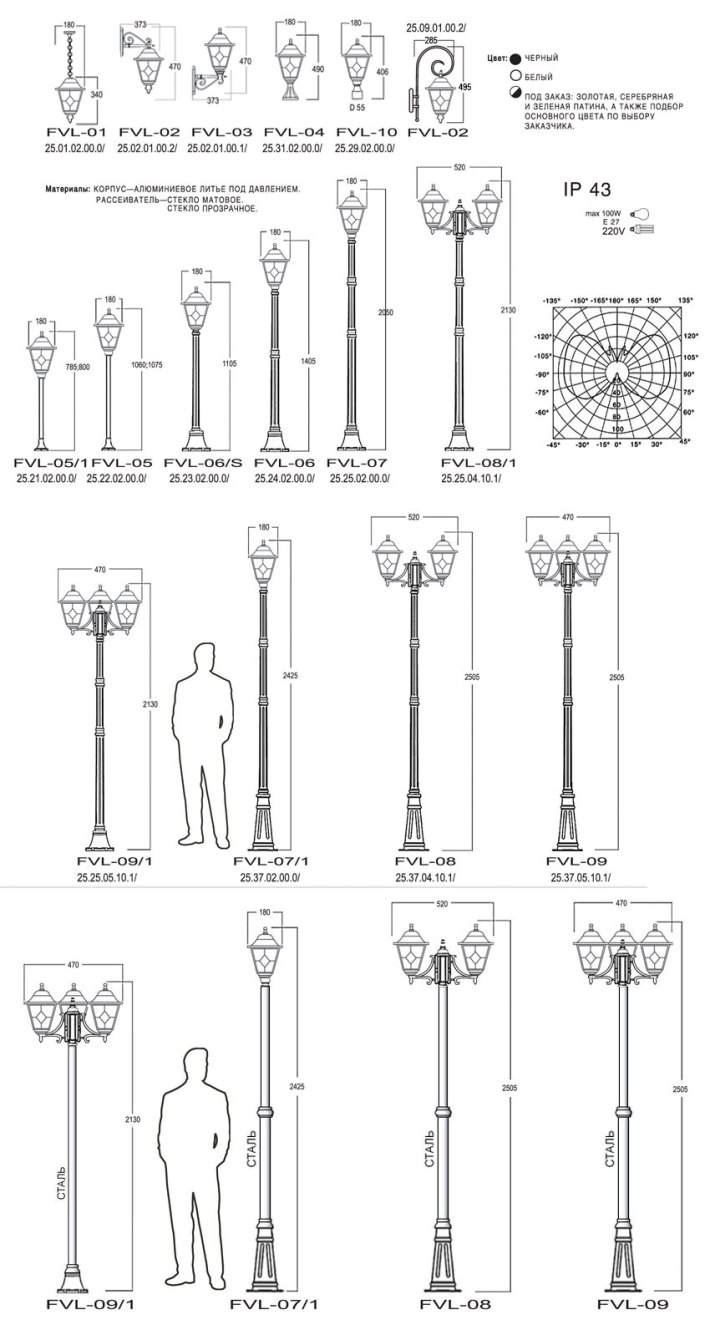 180
340
FVL-01
25.01.02.00.0/
373
470
FVL-02
25.02.01.00.2/
470
373
FVL-03
25.02.01.00.1/
180
490
FVL-04
25.31.02.00.0/
180
406
D 55
FVL-10
25.29.02.00.0/
25.09.01.00.2/
285
495
FVL-02
Цвет: ЧЕРНЫЙ
БЕЛЫЙ
ПОД ЗАКАЗ: ЗОЛОТАЯ, СЕРЕБРЯНАЯ
И ЗЕЛЕНАЯ ПАТИНА, А ТАКЖЕ ПОДБОР
ОСНОВНОГО ЦВЕТА ПО ВЫБОРУ
ЗАКАЗЧИКА.
Материалы: КОРПУС—АЛЮМИНИЕВОЕ ЛИТЬЕ ПОД ДАВЛЕНИЕМ.
РАССЕИВАТЕЛЬ—СТЕКЛО МАТОВОЕ.
СТЕКЛО ПРОЗРАЧНОЕ.
IP 43
max 100W
E 27
220V
180
785;800
FVL-05/1
25.21.02.00.0/
180
1060;1075
FVL-05
25.22.02.00.0/
180
1105
FVL-06/S
25.23.02.00.0/
180
1405
FVL-06
25.24.02.00.0/
180
2050
FVL-07
25.25.02.00.0/
520
2130
FVL-08/1
25.25.04.10.1/
-135° -150° -165° 180° 165° 150° 135°
-120° 120°
-105° 105°
-90° 90°
-75° 75°
-60° 60°
40
60
80
100
-45° -30° -15° 0° 15° 30° 45°
470
2130
FVL-09/1
25.25.05.10.1/
180
2425
FVL-07/1
25.37.02.00.0/
520
2505
FVL-08
25.37.04.10.1/
470
2505
FVL-09
25.37.05.10.1/
470
2130
СТАЛЬ
FVL-09/1
180
2425
СТАЛЬ
FVL-07/1
520
2505
СТАЛЬ
FVL-08
470
2505
СТАЛЬ
FVL-09